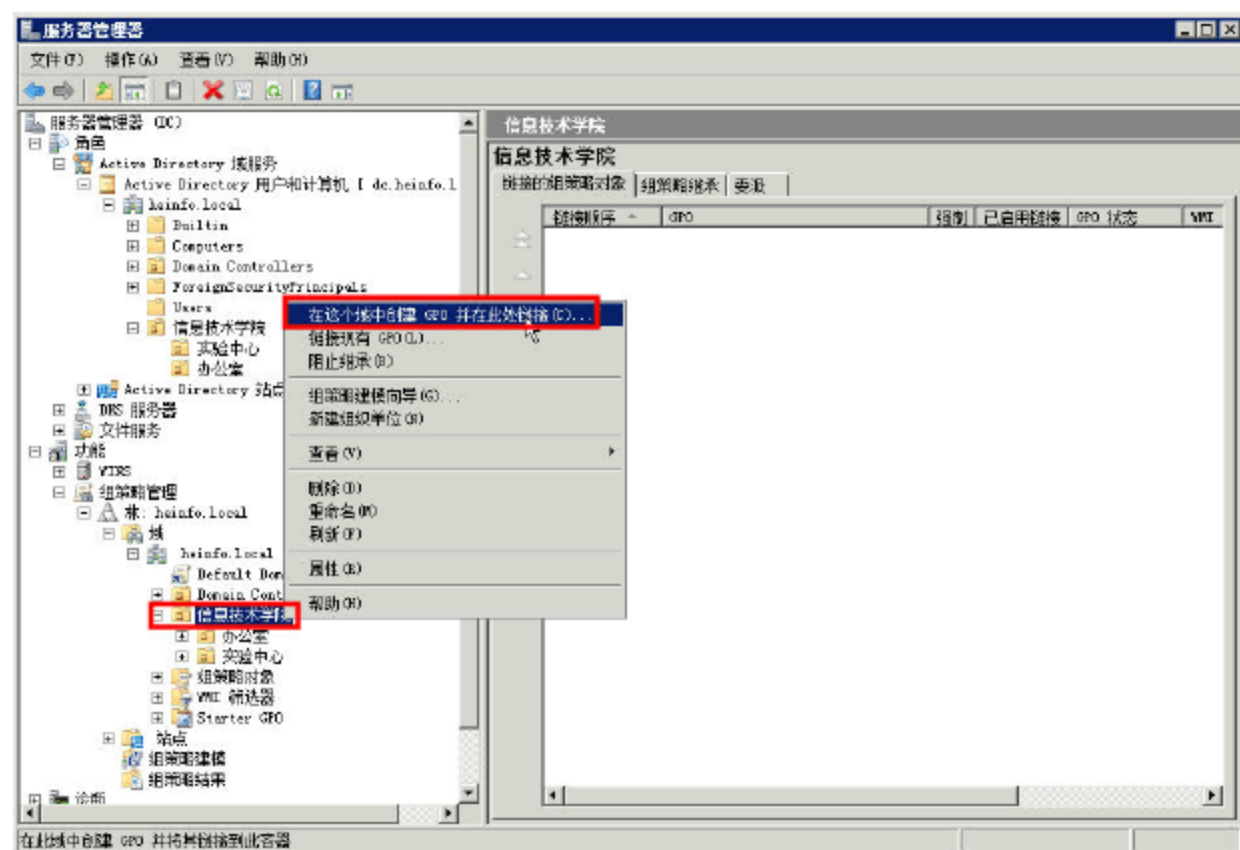 服务器管理器
文件(F) 操作(A) 查看(V) 帮助(H)
服务器管理器 (DC)
角色
Active Directory 域服务
Active Directory 用户和计算机 [ dc.heinfo.l
heinfo.local
Builtin
Computers
Domain Controllers
ForeignSecurityPrincipals
Users
信息技术学院
实验中心
办公室
Active Directory 站点
DNS 服务器
文件服务
功能
WINS
组策略管理
林: heinfo.local
域
heinfo.local
Default Dom
Domain Cont
信息技术学院
办公室
实验中心
组策略对象
WMI 筛选器
Starter GPO
站点
组策略建模
组策略结果
诊断
信息技术学院
信息技术学院
链接的组策略对象 组策略继承 委派
链接顺序 GPO 强制 已启用链接 GPO 状态 WMI
在这个域中创建 GPO 并在此处链接(C)...
链接现有 GPO(L)...
阻止继承(B)
组策略建模向导(G)...
新建组织单位(N)
查看(V)
删除(D)
重命名(M)
刷新(F)
属性(R)
帮助(H)
在此域中创建 GPO 并将其链接到此容器